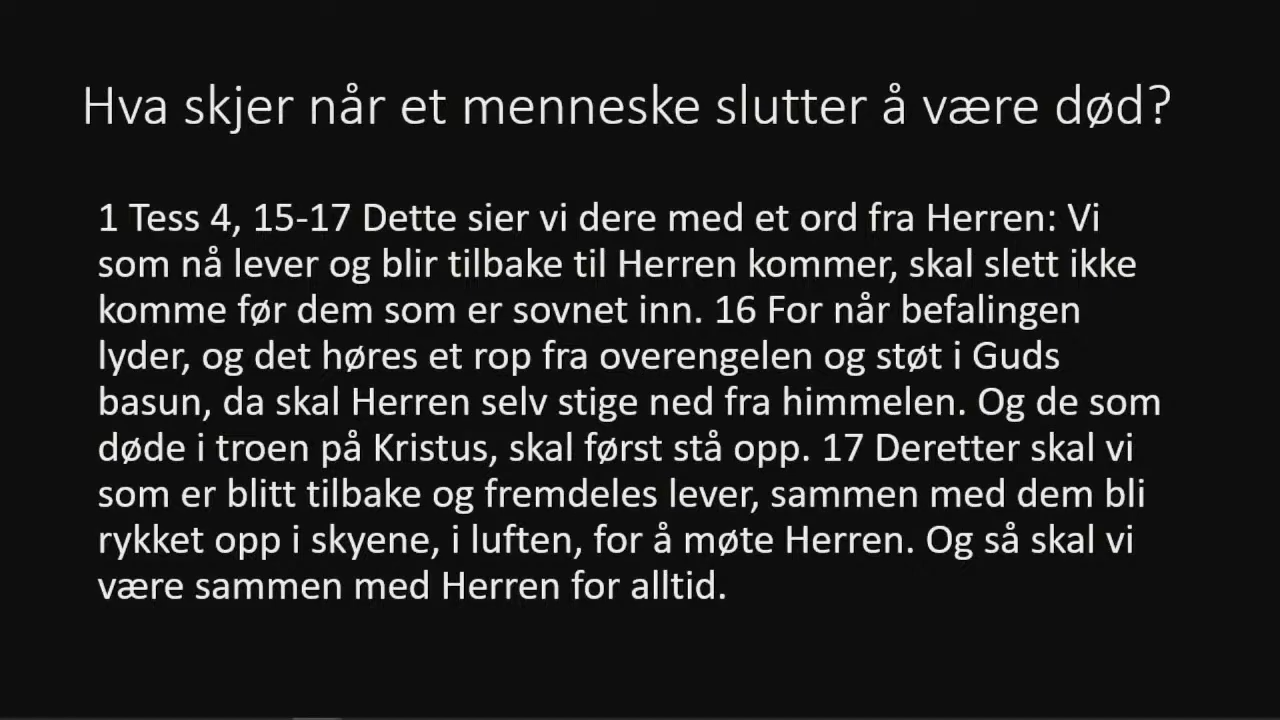 Hva skjer når et menneske slutter å være død?
1 Tess 4, 15-17 Dette sier vi dere med et ord fra Herren: Vi
som nå lever og blir tilbake til Herren kommer, skal slett ikke
komme før dem som er sovnet inn. 16 For når befalingen
lyder, og det høres et rop fra overengelen og støt i Guds
basun, da skal Herren selv stige ned fra himmelen. Og de som
døde i troen på Kristus, skal først stå opp. 17 Deretter skal vi
som er blitt tilbake og fremdeles lever, sammen med dem bli
rykket opp i skyene, i luften, for å møte Herren. Og så skal vi
være sammen med Herren for alltid.